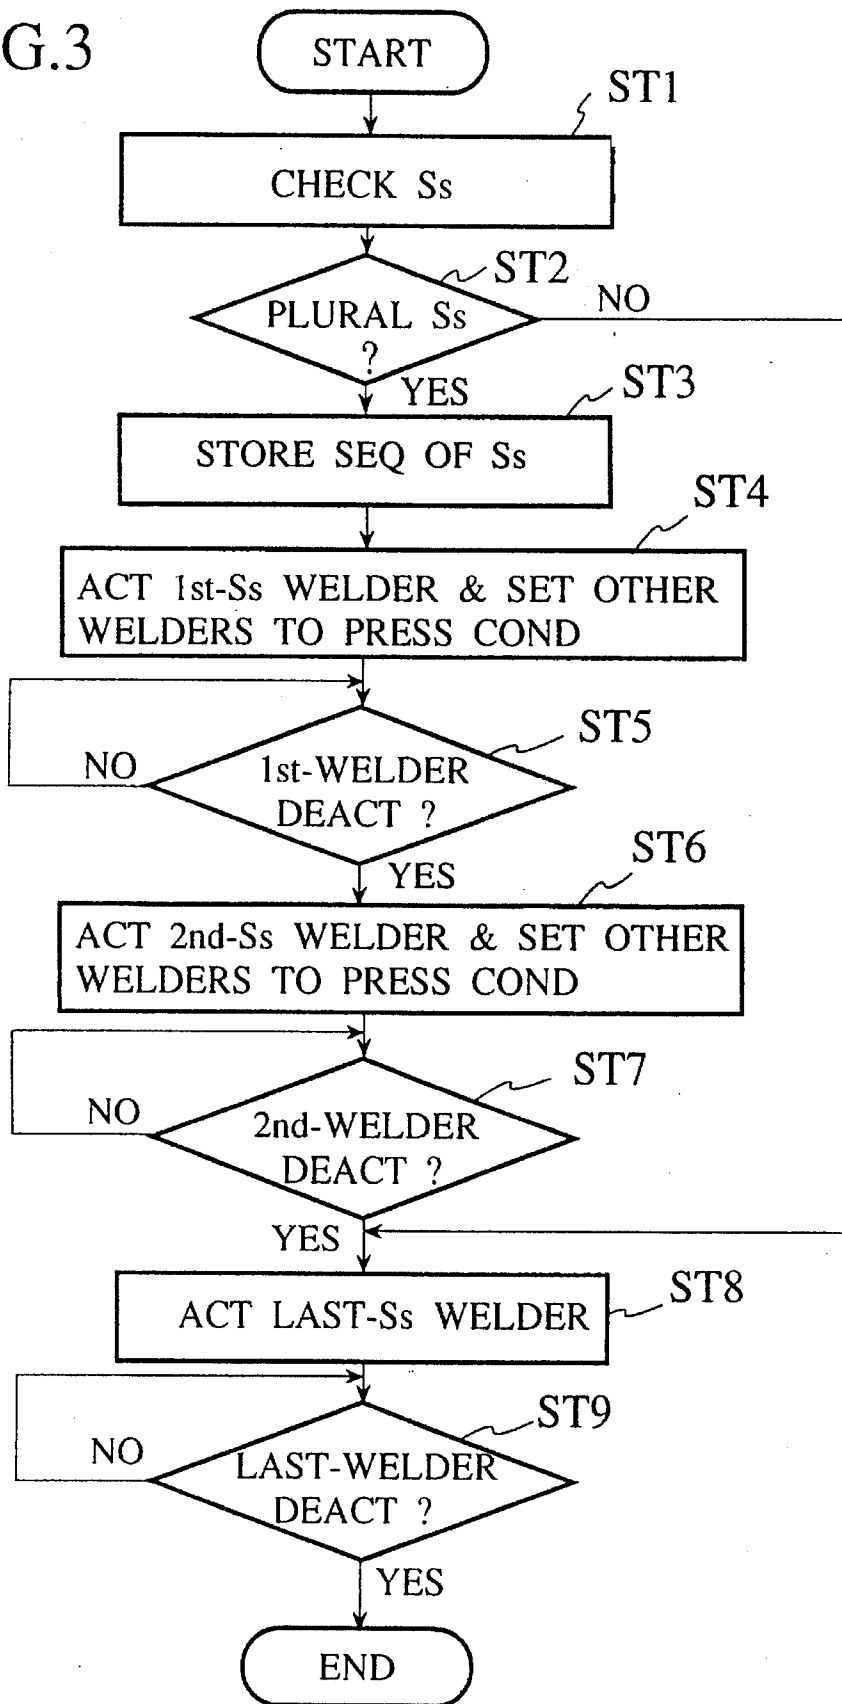 G.3
START
ST1
CHECK Ss
ST2
PLURAL Ss
?
NO
YES
ST3
STORE SEQ OF Ss
ST4
ACT 1st-Ss WELDER & SET OTHER
WELDERS TO PRESS COND
ST5
NO
1st-WELDER
DEACT ?
YES
ST6
ACT 2nd-Ss WELDER & SET OTHER
WELDERS TO PRESS COND
ST7
NO
2nd-WELDER
DEACT ?
YES
ST8
ACT LAST-Ss WELDER
ST9
NO
LAST-WELDER
DEACT ?
YES
END